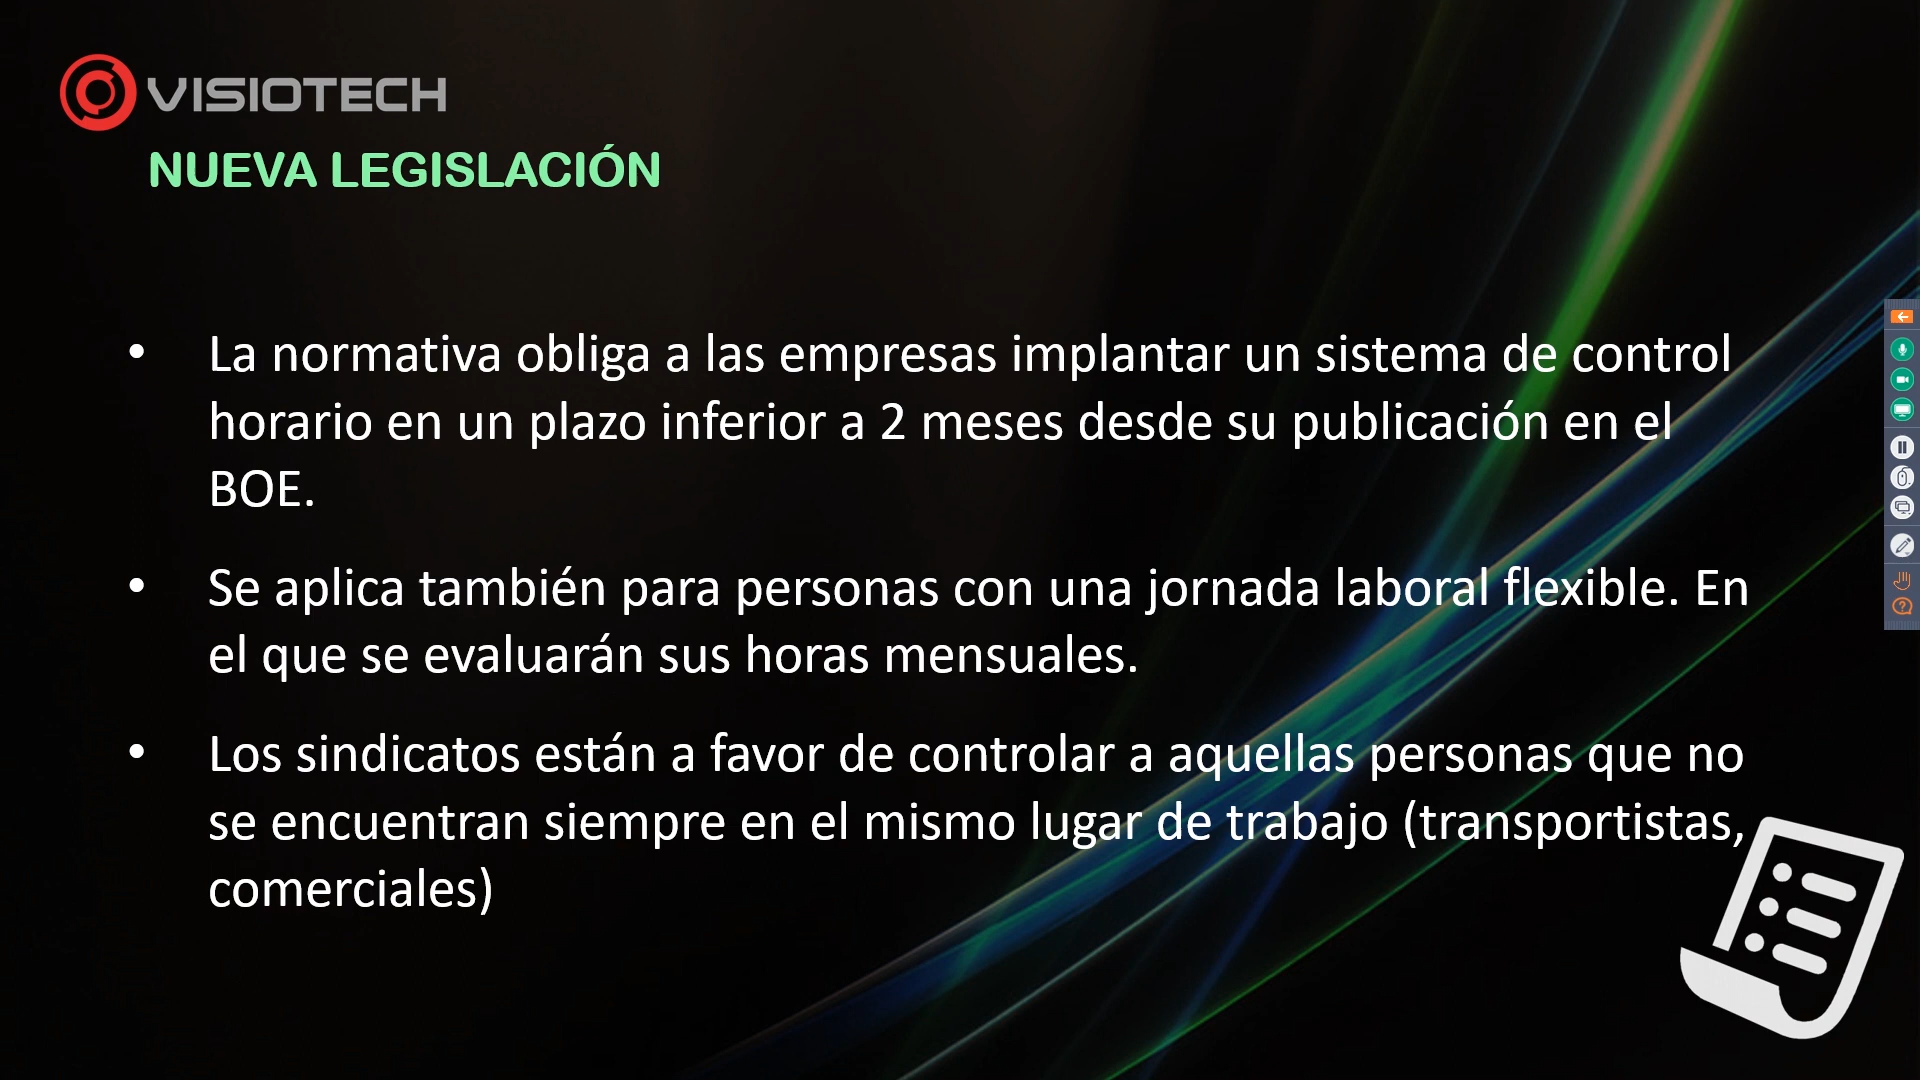 VISIOTECH
NUEVA LEGISLACIÓN
• La normativa obliga a las empresas implantar un sistema de control
horario en un plazo inferior a 2 meses desde su publicación en el
BOE.
• Se aplica también para personas con una jornada laboral flexible. En
el que se evaluarán sus horas mensuales.
• Los sindicatos están a favor de controlar a aquellas personas que no
se encuentran siempre en el mismo lugar de trabajo (transportistas,
comerciales)